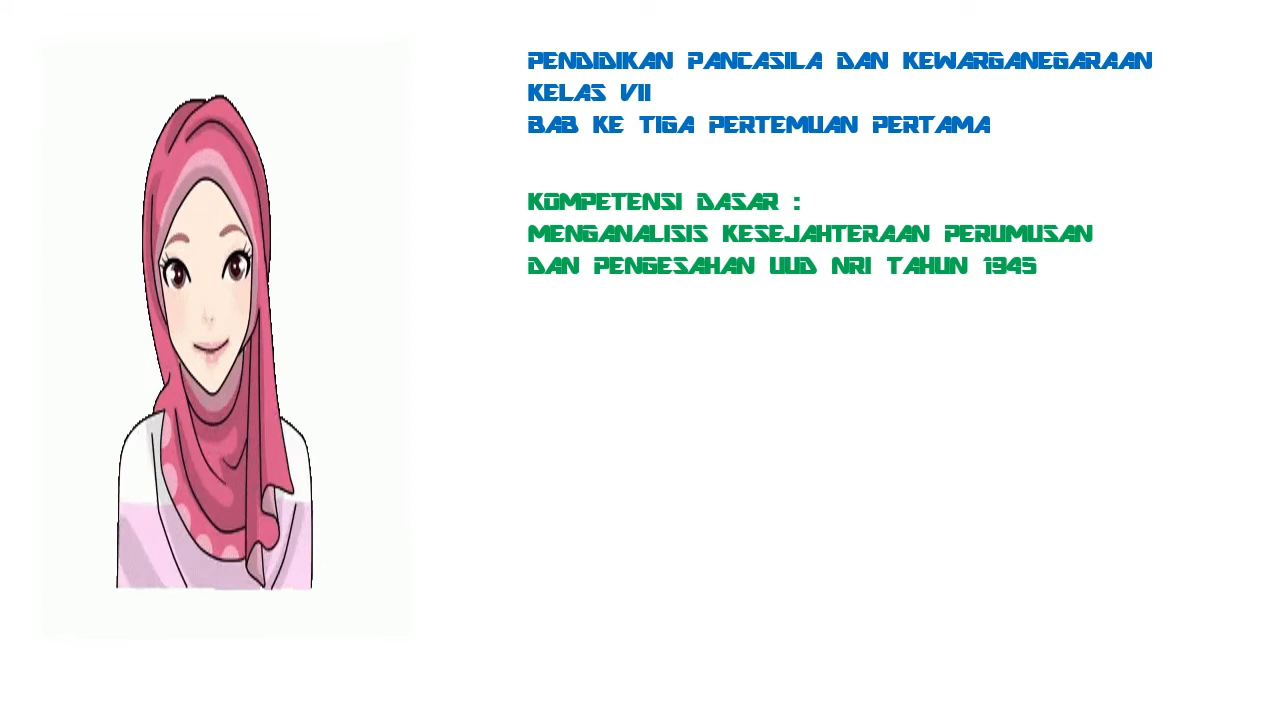 PENDIDIKAN PANCASILA DAN KEWARGANEGARAAN
KELAS VII
BAB KE TIGA PERTEMUAN PERTAMA
KOMPETENSI DASAR :
MENGANALISIS KESEJAHTERAAN PERUMUSAN
DAN PENGESAHAN UUD NRI TAHUN 1945